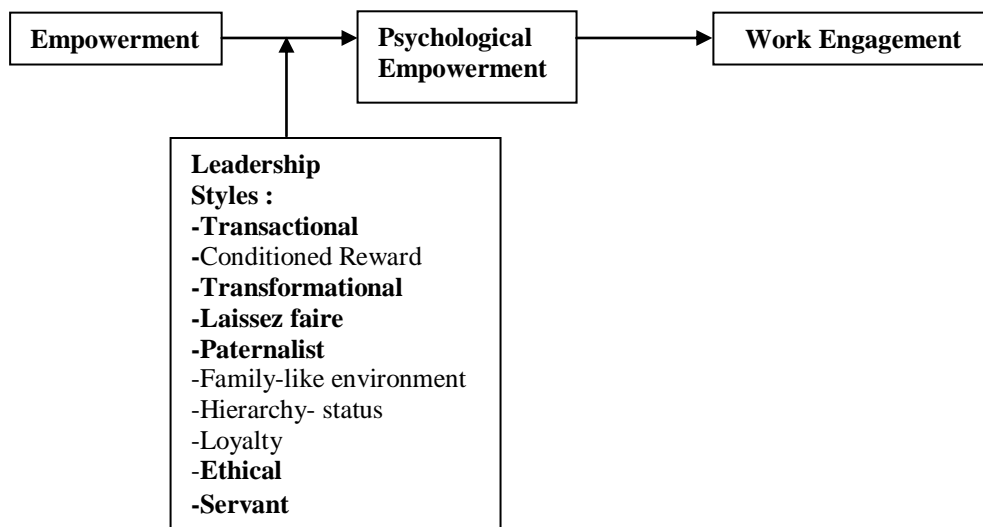 Empowerment
Psychological
Empowerment
Work Engagement
Leadership
Styles :
-Transactional
-Conditioned Reward
-Transformational
-Laissez faire
-Paternalist
-Family-like environment
-Hierarchy- status
-Loyalty
-Ethical
-Servant